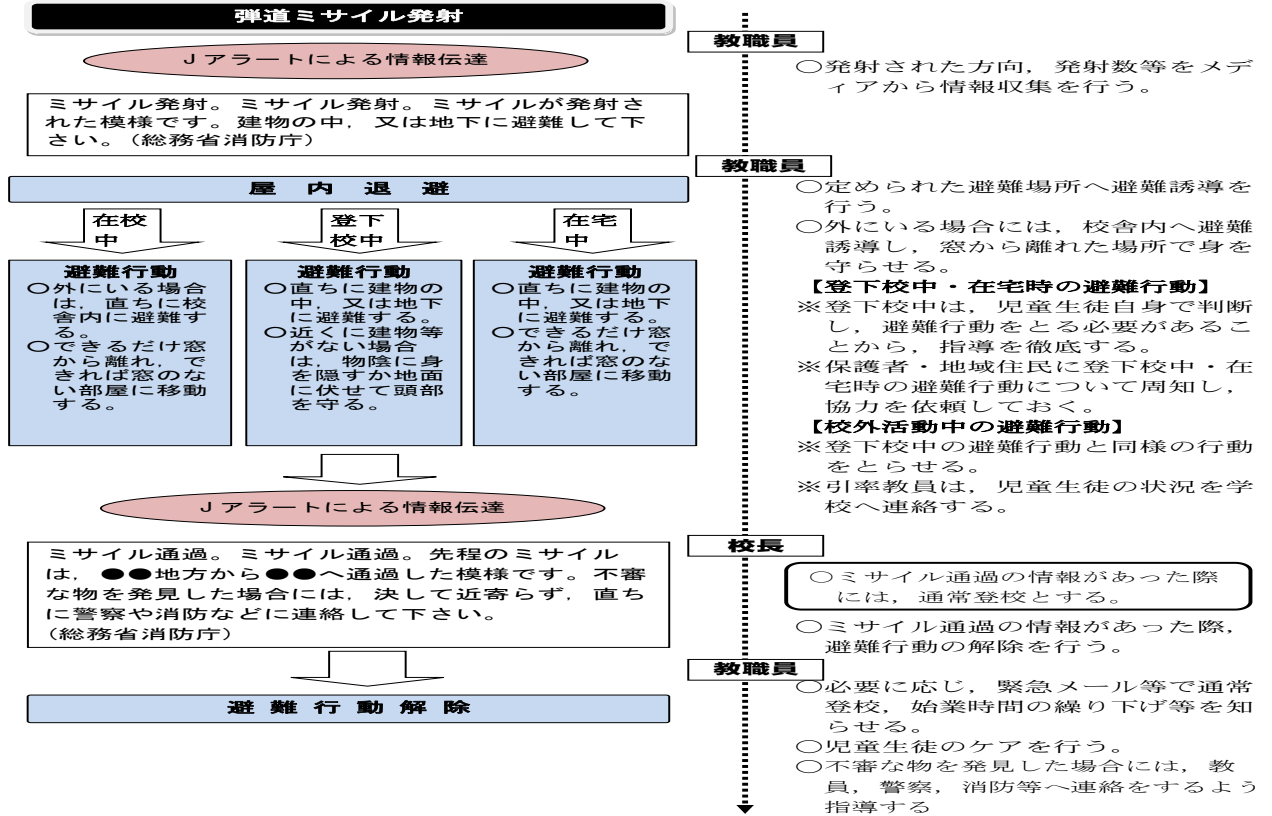 弾道ミサイル発射
Jアラートによる情報伝達
ミサイル発射。ミサイル発射。ミサイルが発射さ
れた模様です。建物の中，又は地下に避難して下
さい。(総務省消防庁)
屋内退避
在校
中
避難行動
○外にいる場合
は，直ちに校
舎内に避難す
る。
○できるだけ窓
から離れ，で
きれば窓のな
い部屋に移動
する。
登下
校中
避難行動
○直ちに建物の
中，又は地下
に避難する。
○近くに建物等
がない場合
は，物陰に身
を隠すか地面
に伏せて頭部
を守る。
在宅
中
避難行動
○直ちに建物の
中，又は地下
に避難する。
○できるだけ窓
から離れ，で
きれば窓のな
い部屋に移動
する。
Jアラートによる情報伝達
ミサイル通過。ミサイル通過。先程のミサイル
は，●●地方から●●へ通過した模様です。不審
な物を発見した場合には，決して近寄らず，直ち
に警察や消防などに連絡して下さい。
(総務省消防庁)
避難行動解除
教職員
○発射された方向，発射数等をメデ
ィアから情報収集を行う。
教職員
○定められた避難場所へ避難誘導を
行う。
○外にいる場合には，校舎内へ避難
誘導し，窓から離れた場所で身を
守らせる。
【登下校中・在宅時の避難行動】
※登下校中は，児童生徒自身で判断
し，避難行動をとる必要があるこ
とから，指導を徹底する。
※保護者・地域住民に登下校中・在
宅時の避難行動について周知し，
協力を依頼しておく。
【校外活動中の避難行動】
※登下校中の避難行動と同様の行動
をとらせる。
※引率教員は，児童生徒の状況を学
校へ連絡する。
校長
○ミサイル通過の情報があった際
には，通常登校とする。
○ミサイル通過の情報があった際，
避難行動の解除を行う。
教職員
○必要に応じ，緊急メール等で通常
登校，始業時間の繰り下げ等を知
らせる。
○児童生徒のケアを行う。
○不審な物を発見した場合には，教
員，警察，消防等へ連絡をするよう
指導する